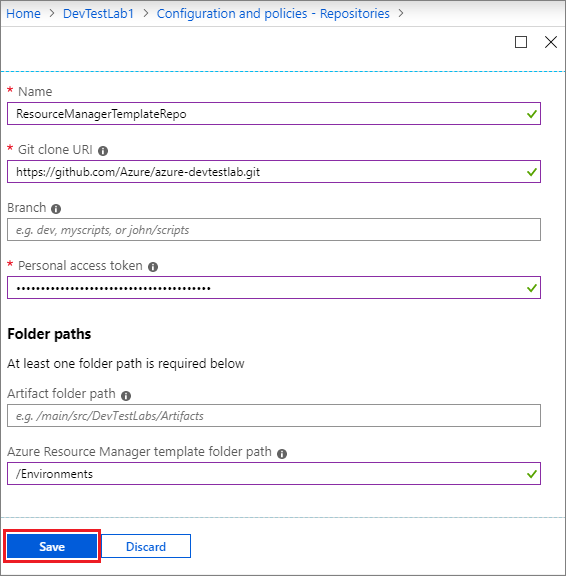 Home > DevTestLab1 > Configuration and policies - Repositories >
* Name
ResourceManagerTemplateRepo
* Git clone URI
https://github.com/Azure/azure-devtestlab.git
Branch
e.g. dev, myscripts, or john/scripts
* Personal access token
••••••••••••••••••••••••••••••••••••••••
Folder paths
At least one folder path is required below
Artifact folder path
e.g. /main/src/DevTestLabs/Artifacts
Azure Resource Manager template folder path
/Environments
Save Discard